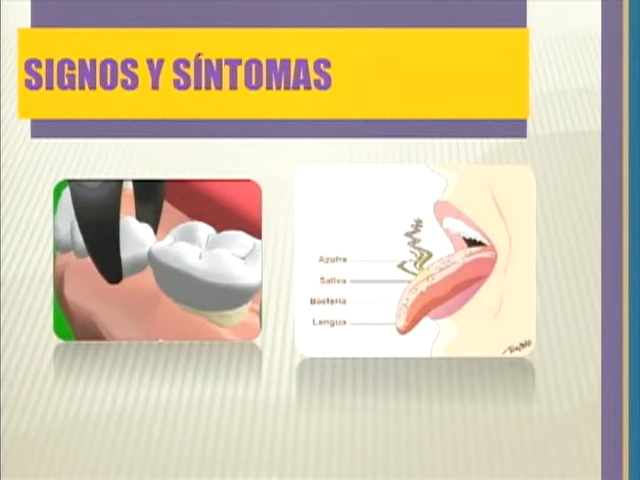 SIGNOS Y SÍNTOMAS
Azufre
Saliva
Bacteria
Lengua